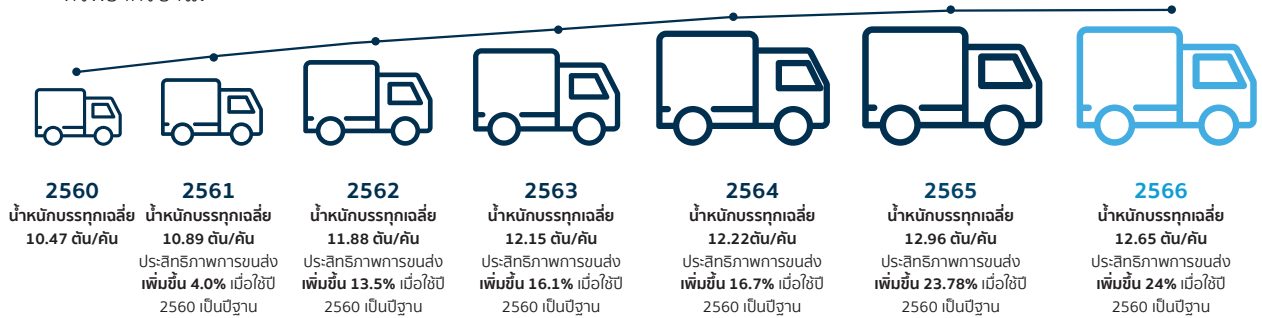 2560
น้ำหนักบรรทุกเฉลี่ย
10.47 ตัน/คัน
2561
น้ำหนักบรรทุกเฉลี่ย
10.89 ตัน/คัน
ประสิทธิภาพการขนส่ง
เพิ่มขึ้น 4.0% เมื่อใช้ปี
2560 เป็นปีฐาน
2562
น้ำหนักบรรทุกเฉลี่ย
11.88 ตัน/คัน
ประสิทธิภาพการขนส่ง
เพิ่มขึ้น 13.5% เมื่อใช้ปี
2560 เป็นปีฐาน
2563
น้ำหนักบรรทุกเฉลี่ย
12.15 ตัน/คัน
ประสิทธิภาพการขนส่ง
เพิ่มขึ้น 16.1% เมื่อใช้ปี
2560 เป็นปีฐาน
2564
น้ำหนักบรรทุกเฉลี่ย
12.22ตัน/คัน
ประสิทธิภาพการขนส่ง
เพิ่มขึ้น 16.7% เมื่อใช้ปี
2560 เป็นปีฐาน
2565
น้ำหนักบรรทุกเฉลี่ย
12.96 ตัน/คัน
ประสิทธิภาพการขนส่ง
เพิ่มขึ้น 23.78% เมื่อใช้ปี
2560 เป็นปีฐาน
2566
น้ำหนักบรรทุกเฉลี่ย
12.65 ตัน/คัน
ประสิทธิภาพการขนส่ง
เพิ่มขึ้น 24% เมื่อใช้ปี
2560 เป็นปีฐาน